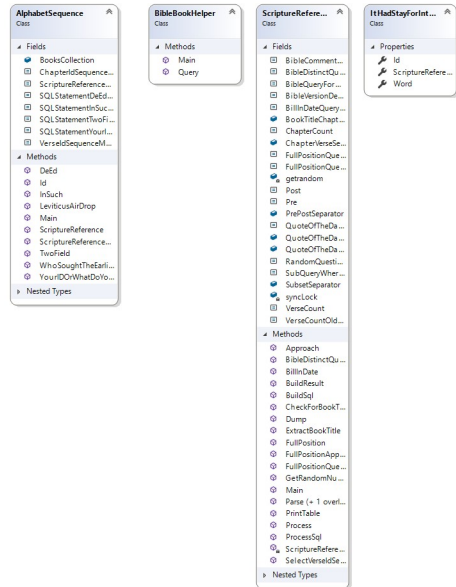 AlphabetSequence
Class
Fields
BooksCollection
ChapterIdSequence...
ScriptureReference...
SQLStatementDeEd...
SQLStatementInSuc...
SQLStatementTwoFi...
SQLStatementYourI...
VerseIdSequenceM...
Methods
DeEd
Id
InSuch
LeviticusAirDrop
Main
ScriptureReference
ScriptureReference...
TwoField
WhoSoughtTheEarli...
YourIDOrWhatDoYo...
Nested Types
BibleBookHelper
Class
Methods
Main
Query
ScriptureRefere...
Class
Fields
BibleComment...
BibleDistinctQu...
BibleQueryFor...
BibleVersionDe...
BillInDateQuery...
BookTitleChapt...
ChapterCount
ChapterVerseSe...
FullPositionQue...
FullPositionQue...
getrandom
Post
Pre
PrePostSeparator
QuoteOfTheDa...
QuoteOfTheDa...
QuoteOfTheDa...
RandomQuesti...
SubQueryWher...
SubsetSeparator
syncLock
VerseCount
VerseCountOld...
Methods
Approach
BibleDistinctQu...
BillInDate
BuildResult
BuildSql
CheckForBookT...
Dump
ExtractBookTitle
FullPosition
FullPositionApp...
FullPositionQue...
GetRandomNu...
Main
Parse (+ 1 overl...
PrintTable
Process
ProcessSql
ScriptureRefere...
SelectVerseIdSe...
Nested Types
ItHadStayForInt...
Class
Properties
Id
ScriptureRefere...
Word